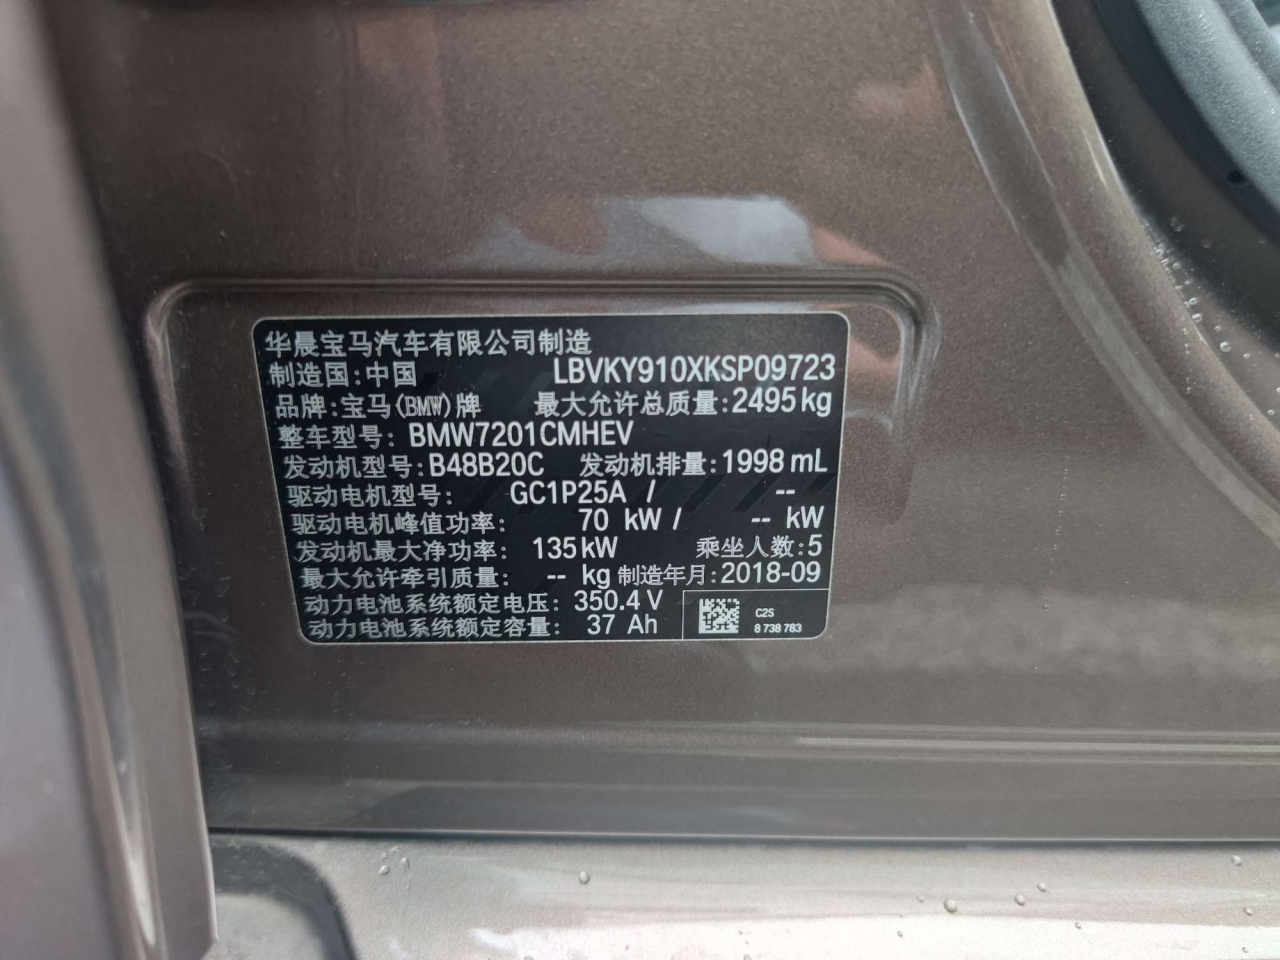 华晨宝马汽车有限公司制造
制造国:中国 LBVKY910XKSP09723
品牌:宝马(BMW)牌 最大允许总质量:2495kg
整车型号:BMW7201CMHEV
发动机型号:B48B20C 发动机排量:1998mL
驱动电机型号: GC1P25A / --
驱动电机峰值功率: 70 kW / -- kW
发动机最大净功率: 135kW 乘坐人数:5
最大允许牵引质量: -- kg 制造年月:2018-09
动力电池系统额定电压: 350.4 V
动力电池系统额定容量: 37 Ah
C2S
8 738 783